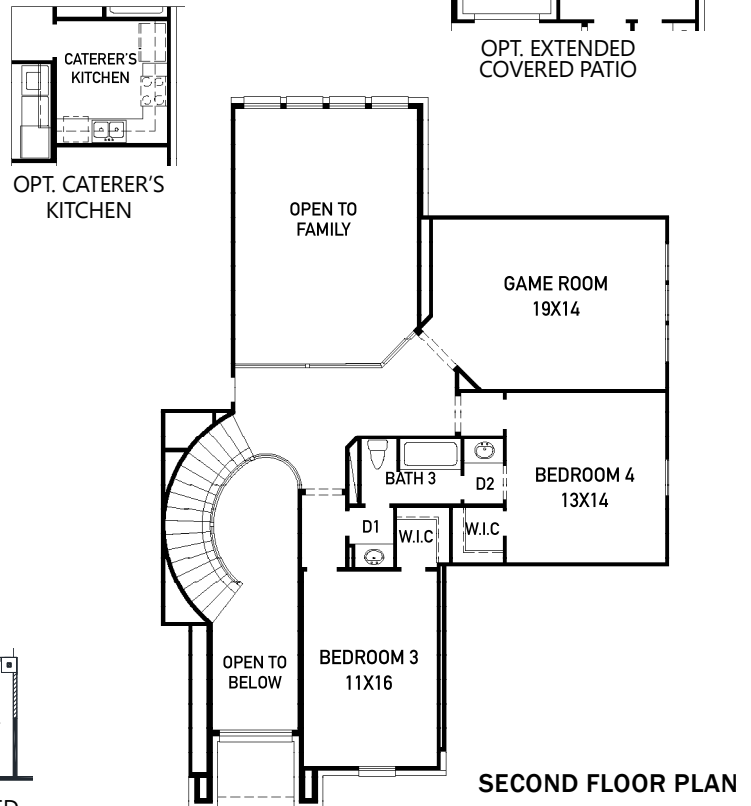 CATERER'S
KITCHEN
OPT. CATERER'S
KITCHEN
OPT. EXTENDED
COVERED PATIO
OPEN TO
FAMILY
GAME ROOM
19X14
BATH 3
D2
BEDROOM 4
13X14
D1
W.I.C
W.I.C
OPEN TO
BELOW
BEDROOM 3
11X16
SECOND FLOOR PLAN